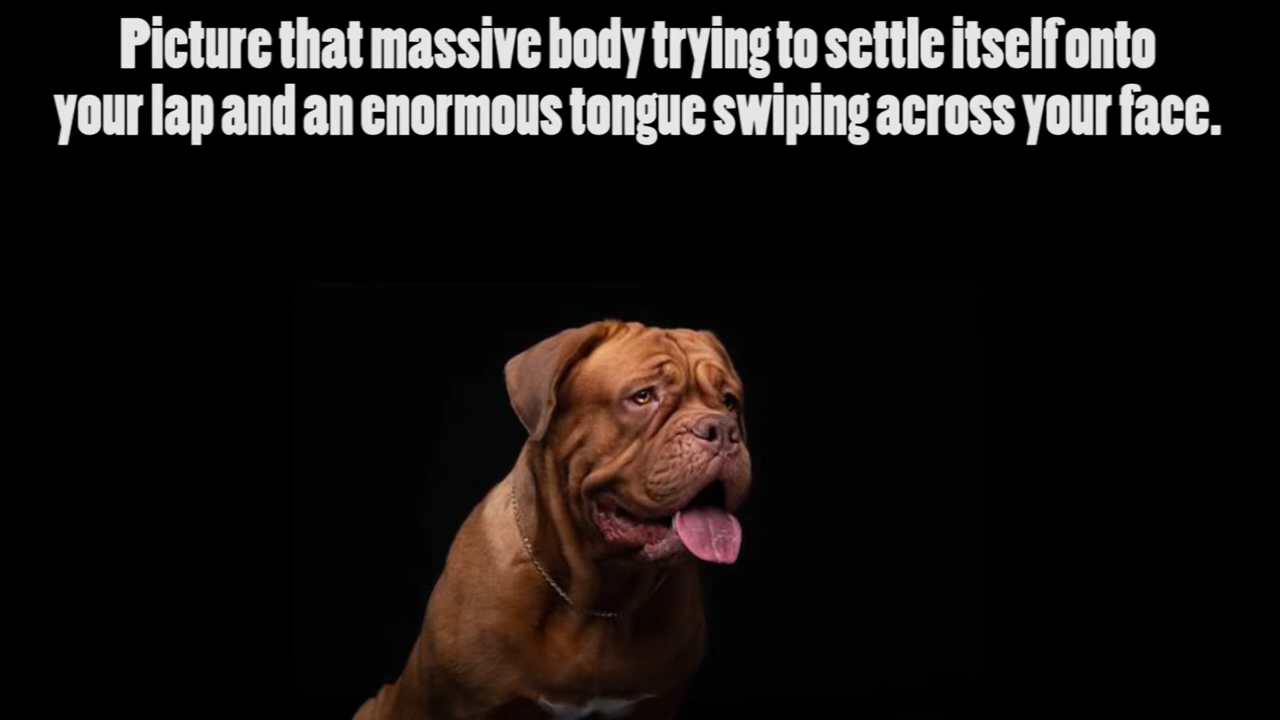 Picture that massive body trying to settle itself onto
your lap and an enormous tongue swiping across your face.